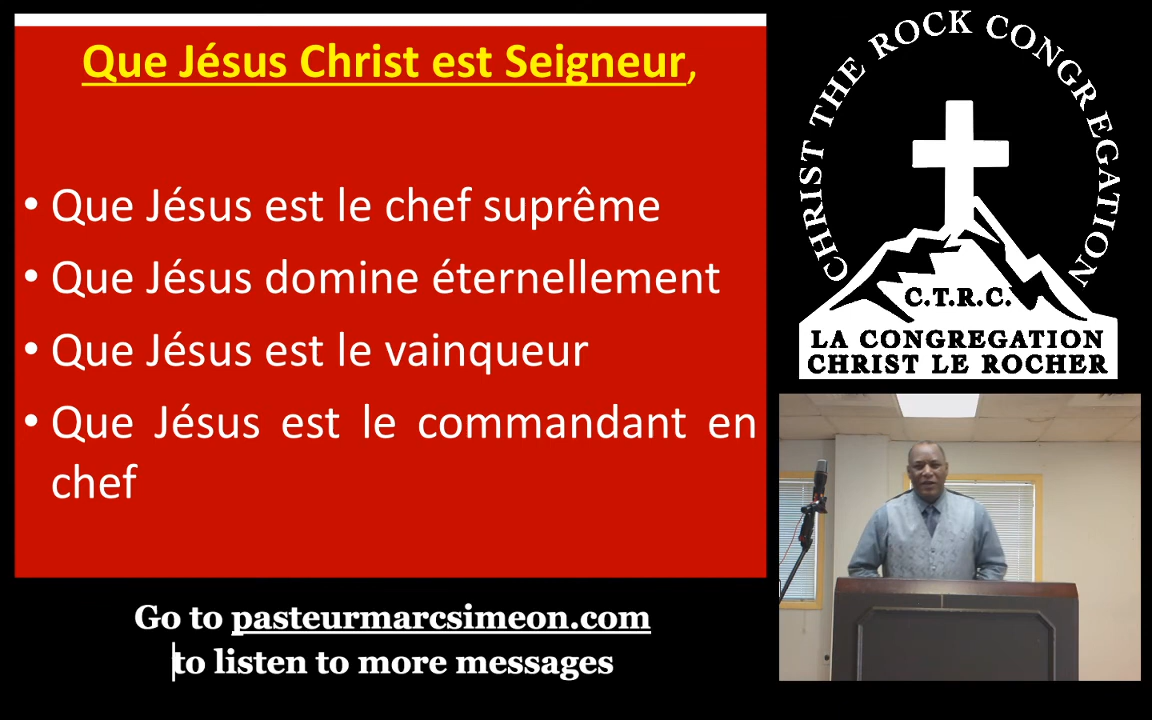 Que Jésus Christ est Seigneur,
• Que Jésus est le chef suprême
• Que Jésus domine éternellement
• Que Jésus est le vainqueur
• Que Jésus est le commandant en
chef
Go to pasteurmarcsimeon.com
to listen to more messages
CHRIST THE ROCK CONGREGATION
C.T.R.C.
LA CONGREGATION
CHRIST LE ROCHER